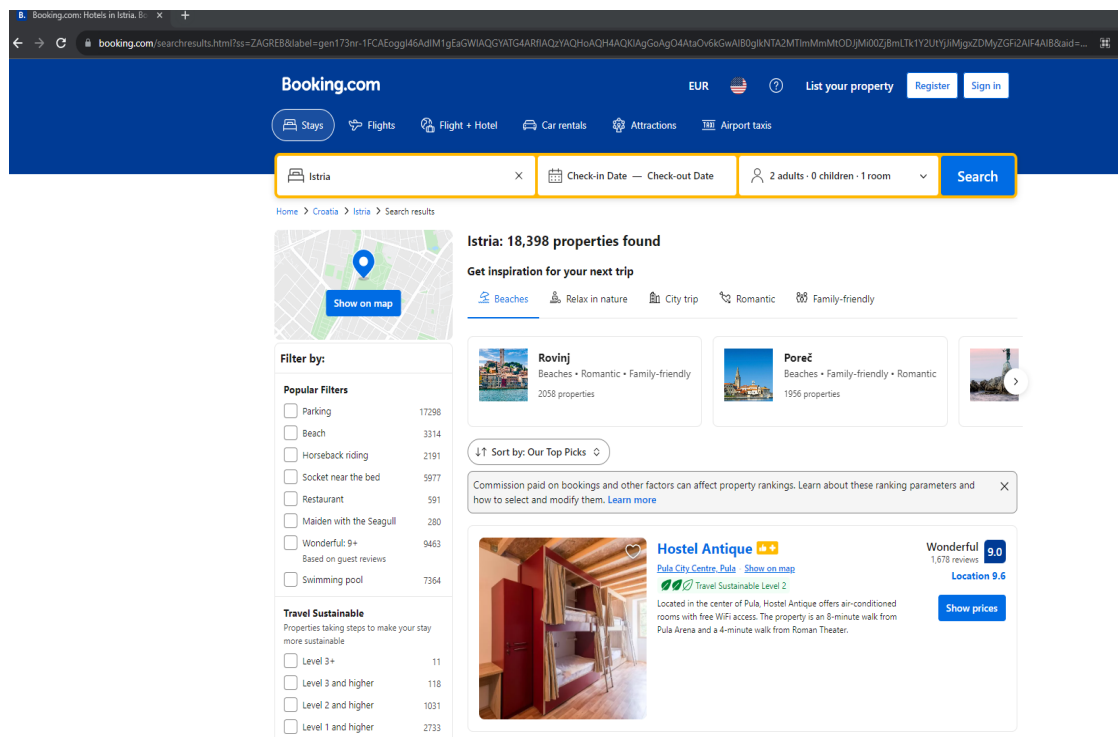 B. Booking.com: Hotels in Istria. Bo × +
booking.com/searchresults.html?ss=ZAGREB&label=
Booking.com
EUR
List your property
Register
Sign in
Stays
Flights
Flight + Hotel
Car rentals
Attractions
TAXI Airport taxis
Istria
Check-in Date — Check-out Date
2 adults · 0 children · 1 room
Search
Home > Croatia > Istria > Search results
Show on map
Istria: 18,398 properties found
Get inspiration for your next trip
Beaches
Relax in nature
City trip
Romantic
Family-friendly
Rovinj
Beaches • Romantic • Family-friendly
2058 properties
Poreč
Beaches • Family-friendly • Romantic
1956 properties
Filter by:
Popular Filters
Parking 17298
Beach 3314
Horseback riding 2191
Socket near the bed 5977
Restaurant 591
Maiden with the Seagull 280
Wonderful: 9+ 9463
Based on guest reviews
Swimming pool 7364
Travel Sustainable
Properties taking steps to make your stay
more sustainable
Level 3+ 11
Level 3 and higher 118
Level 2 and higher 1031
Level 1 and higher 2733
Sort by: Our Top Picks
Commission paid on bookings and other factors can affect property rankings. Learn about these ranking parameters and
how to select and modify them. Learn more
Hostel Antique
Pula City Centre, Pula · Show on map
Travel Sustainable Level 2
Located in the center of Pula, Hostel Antique offers air-conditioned
rooms with free WiFi access. The property is an 8-minute walk from
Pula Arena and a 4-minute walk from Roman Theater.
Wonderful 9.0
1,678 reviews
Location 9.6
Show prices